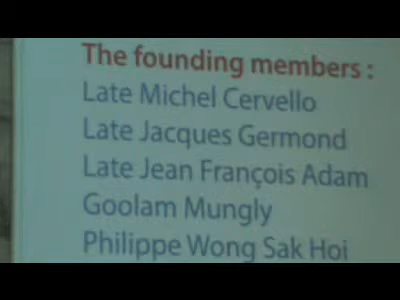 The founding members :
Late Michel Cervello
Late Jacques Germond
Late Jean François Adam
Goolam Mungly
Philippe Wong Sak Hoi